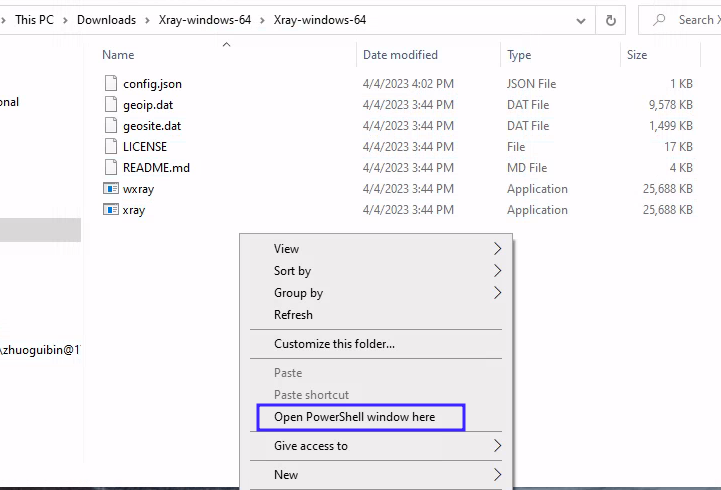 This PC > Downloads > Xray-windows-64 > Xray-windows-64
Search X
Name Date modified Type Size
onal
config.json 4/4/2023 4:02 PM JSON File 1 KB
geoip.dat 4/4/2023 3:44 PM DAT File 9,578 KB
geosite.dat 4/4/2023 3:44 PM DAT File 1,499 KB
LICENSE 4/4/2023 3:44 PM File 17 KB
README.md 4/4/2023 3:44 PM MD File 4 KB
wxray 4/4/2023 3:44 PM Application 25,688 KB
xray 4/4/2023 3:44 PM Application 25,688 KB
\zhuoguibin@1
View
Sort by
Group by
Refresh
Customize this folder...
Paste
Paste shortcut
Open PowerShell window here
Give access to
New